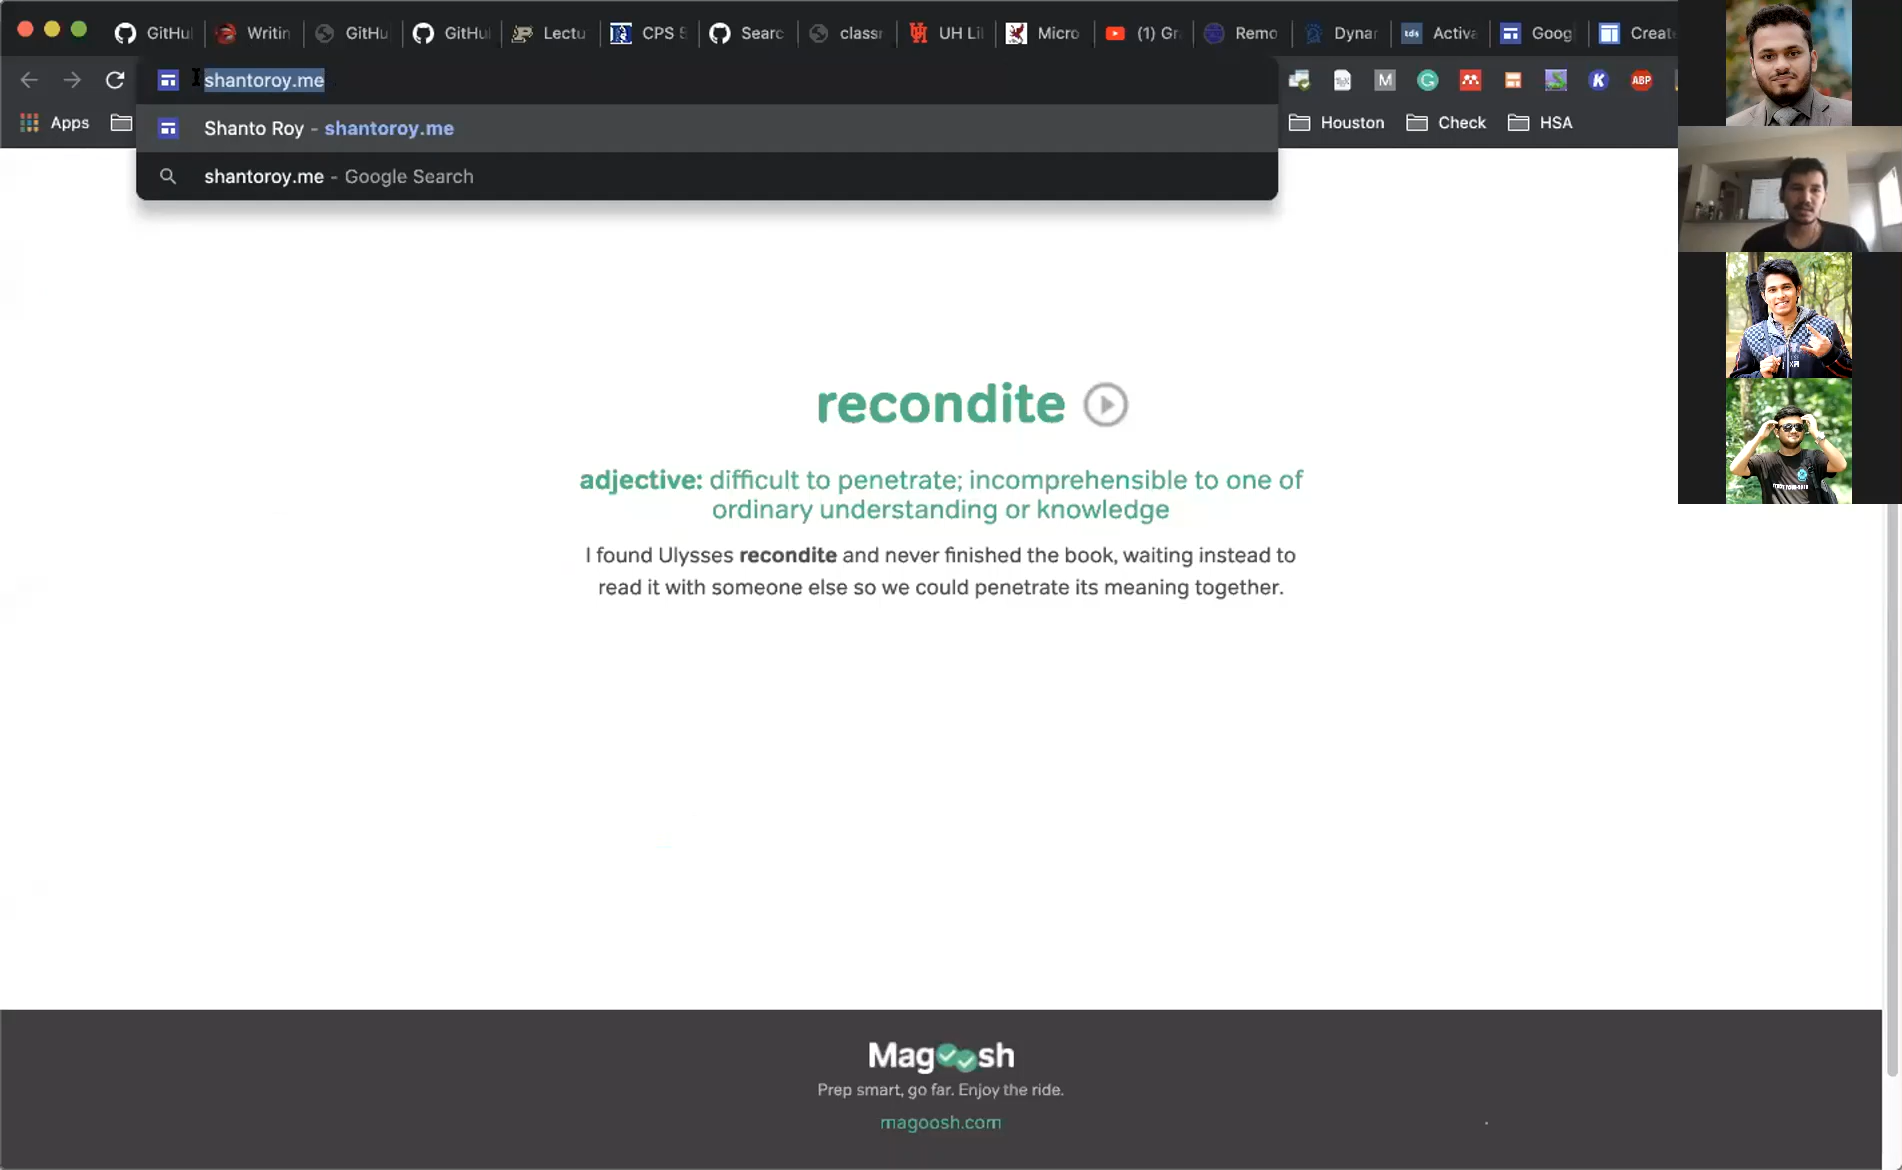 GitHu
Writin
GitHu
GitHu
Lectu
CPS S
Searc
classr
UH Li
Micro
(1) Gr
Remo
Dynar
tds
Activa
Goog
Create
shantoroy.me
M
G
K
ABP
Apps
Shanto Roy - shantoroy.me
Houston
Check
HSA
shantoroy.me - Google Search
recondite
adjective: difficult to penetrate; incomprehensible to one of
ordinary understanding or knowledge
I found Ulysses recondite and never finished the book, waiting instead to
read it with someone else so we could penetrate its meaning together.
Magoosh
Prep smart, go far. Enjoy the ride.
magoosh.com